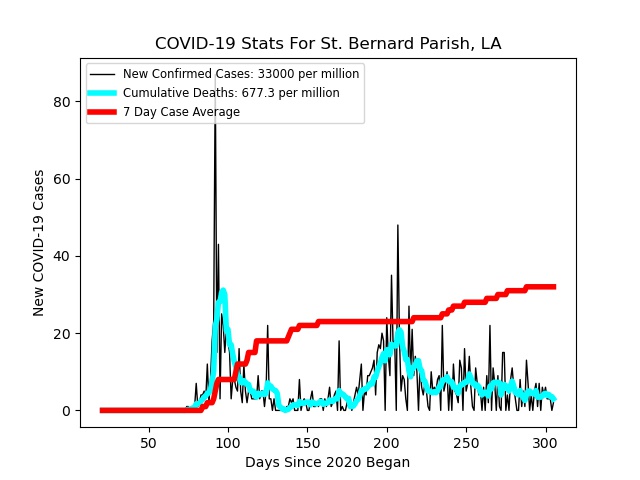 COVID-19 Stats For St. Bernard Parish, LA
New Confirmed Cases: 33000 per million
Cumulative Deaths: 677.3 per million
7 Day Case Average
New COVID-19 Cases
80
60
40
20
0
50 100 150 200 250 300
Days Since 2020 Began